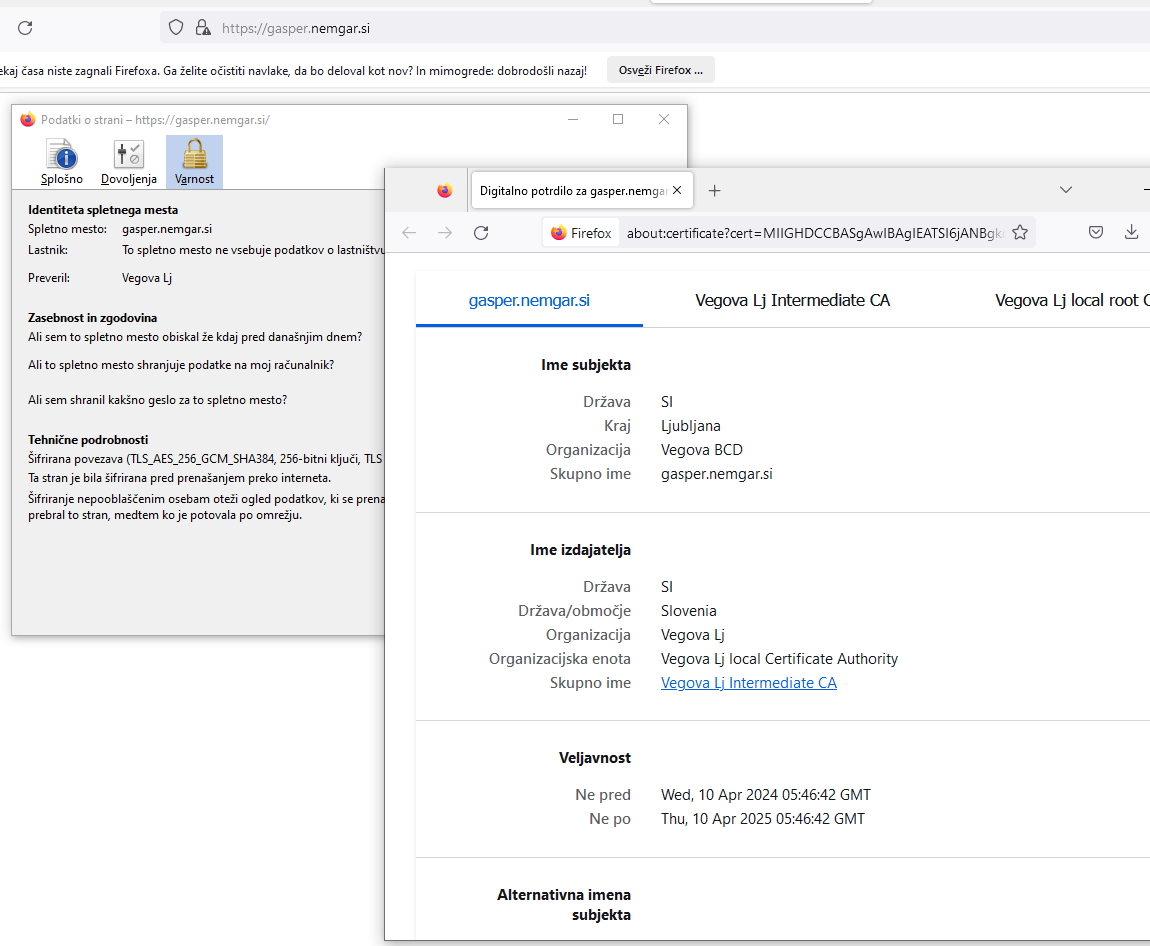 https://gasper.nemgar.si
ekaj časa niste zagnali Firefoxa. Ga želite očistiti navlake, da bo deloval kot nov? In mimogrede: dobrodošli nazaj!
Osveži Firefox ...
Podatki o strani – https://gasper.nemgar.si/
Splošno
Dovoljenja
Varnost
Identiteta spletnega mesta
Spletno mesto: gasper.nemgar.si
Lastnik: To spletno mesto ne vsebuje podatkov o lastništvu
Preveril: Vegova Lj
Zasebnost in zgodovina
Ali sem to spletno mesto obiskal že kdaj pred današnjim dnem?
Ali to spletno mesto shranjuje podatke na moj računalnik?
Ali sem shranil kakšno geslo za to spletno mesto?
Tehnične podrobnosti
Šifrirana povezava (TLS_AES_256_GCM_SHA384, 256-bitni ključi, TLS
Ta stran je bila šifrirana pred prenašanjem preko interneta.
Šifriranje nepooblaščenim osebam oteži ogled podatkov, ki se prena
prebral to stran, medtem ko je potovala po omrežju.
Digitalno potrdilo za gasper.nemgar
Firefox
about:certificate?cert=MIIGHDCCBASgAwIBAgIEATSI6jANBgk
gasper.nemgar.si
Vegova Lj Intermediate CA
Vegova Lj local root C
Ime subjekta
Država SI
Kraj Ljubljana
Organizacija Vegova BCD
Skupno ime gasper.nemgar.si
Ime izdajatelja
Država SI
Država/območje Slovenia
Organizacija Vegova Lj
Organizacijska enota Vegova Lj local Certificate Authority
Skupno ime Vegova Lj Intermediate CA
Veljavnost
Ne pred Wed, 10 Apr 2024 05:46:42 GMT
Ne po Thu, 10 Apr 2025 05:46:42 GMT
Alternativna imena
subjekta